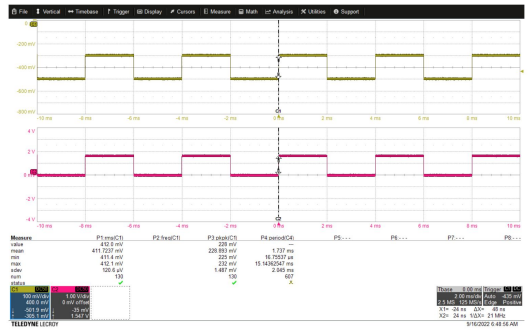 File Vertical Timebase Trigger Display Cursors Measure Math Analysis Utilities Support
0
-200 mV
-400 mV
-600 mV
-800 mV
-10 ms -8 ms -6 ms -4 ms -2 ms 0 ms 2 ms 4 ms 6 ms 8 ms 10 ms
4 V
2 V
0 mV
-2 V
-4 V
-10 ms -8 ms -6 ms -4 ms -2 ms 0 ms 2 ms 4 ms 6 ms 8 ms 10 ms
Measure P1:rms(C1) P2:freq(C1) P3:pkpk(C1) P4:period(C4) P5:- - - P6:- - - P7:- - - P8:- - -
value 412.0 mV 228 mV ---
mean 411.7237 mV 228.893 mV 1.737 ms
min 411.4 mV 225 mV 16.75537 µs
max 412.1 mV 232 mV 15.14362547 ms
sdev 120.6 µV 1.487 mV 2.045 ms
num 130 130 607
status
C1
100 mV/div
400.0 mV
-501.9 mV
-305.1 mV
1.00 V/div
0 mV offset
-35 mV
1.547 V
Tbase 0.00 ms
2.00 ms/div
2.5 MS 125 MS/s
Trigger
Auto -435 mV
Edge Positive
X1= -24 ns ΔX= 48 ns
X2= 24 ns 1/ΔX= 21 MHz
TELEDYNE LECROY
9/16/2022 6:48:56 AM